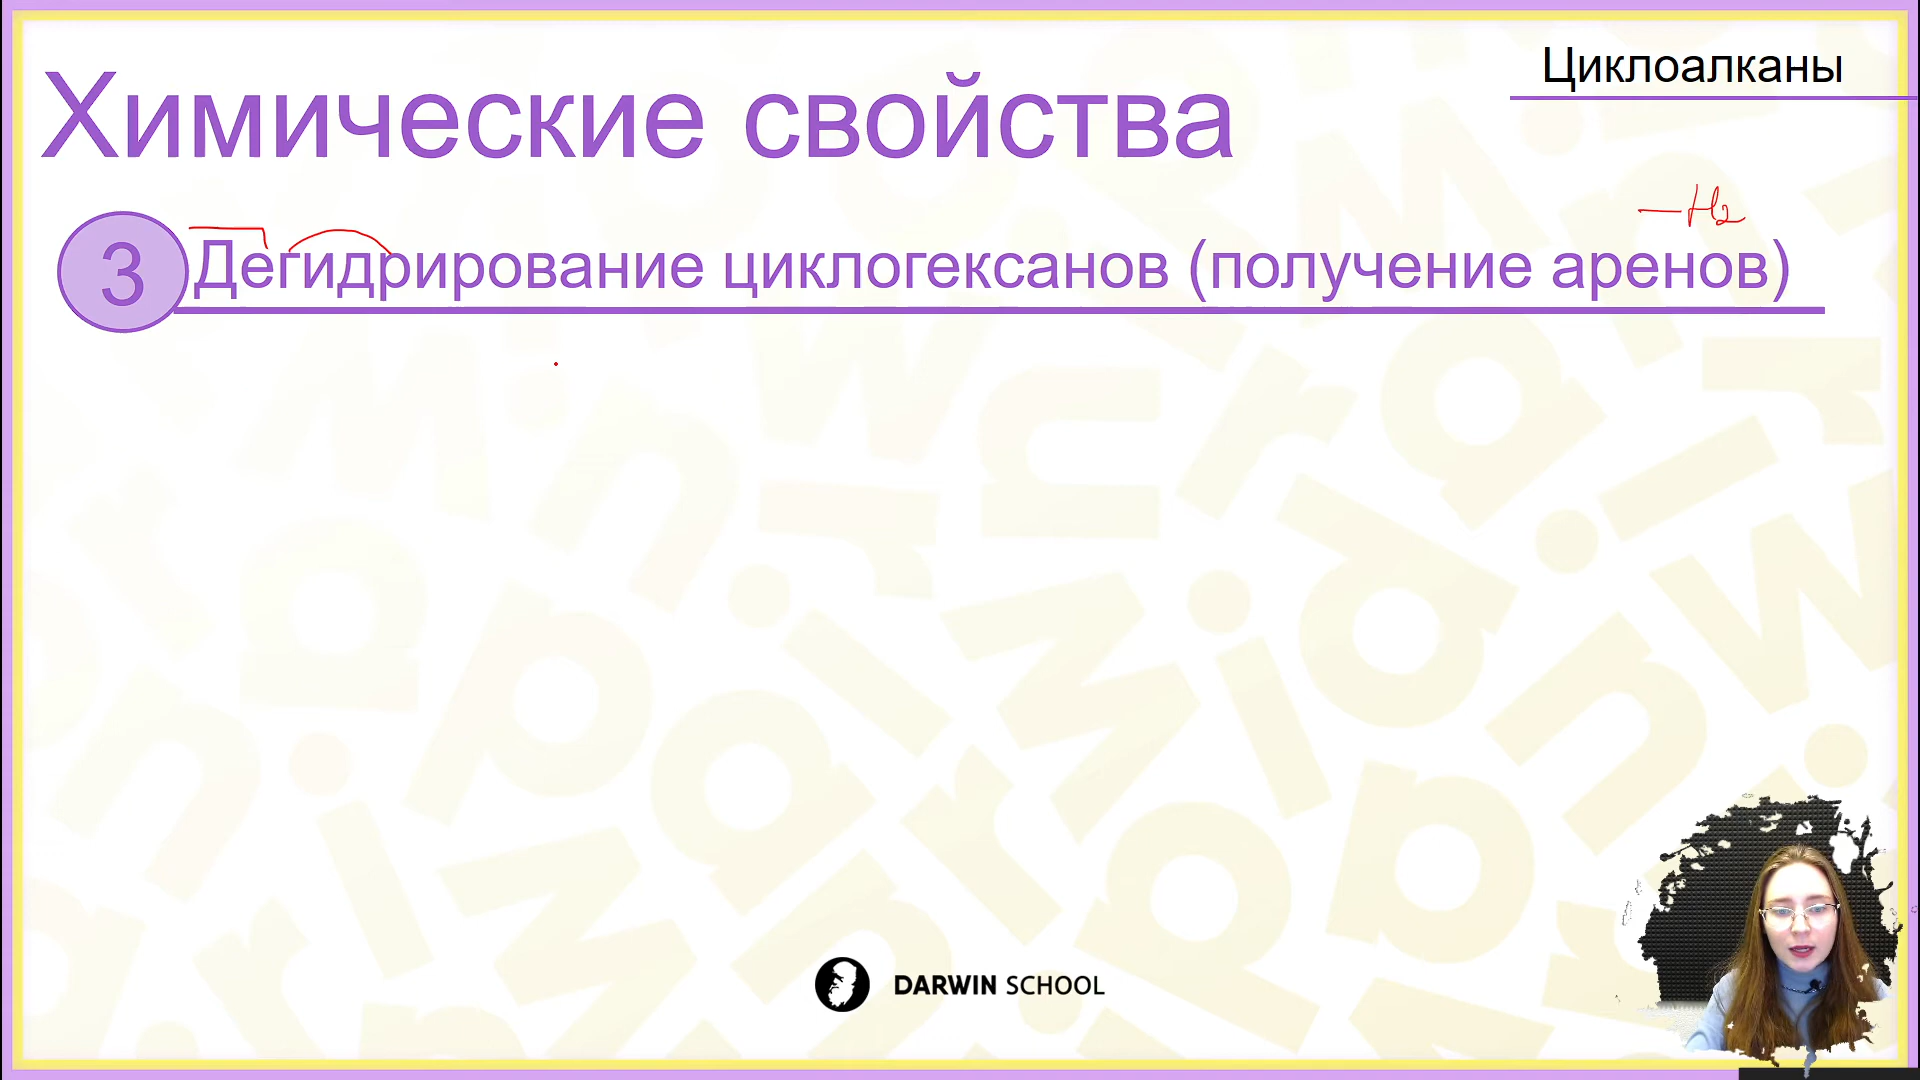 Циклоалканы
Химические свойства
–H2
3 Дегидрирование циклогексанов (получение аренов)
DARWIN SCHOOL